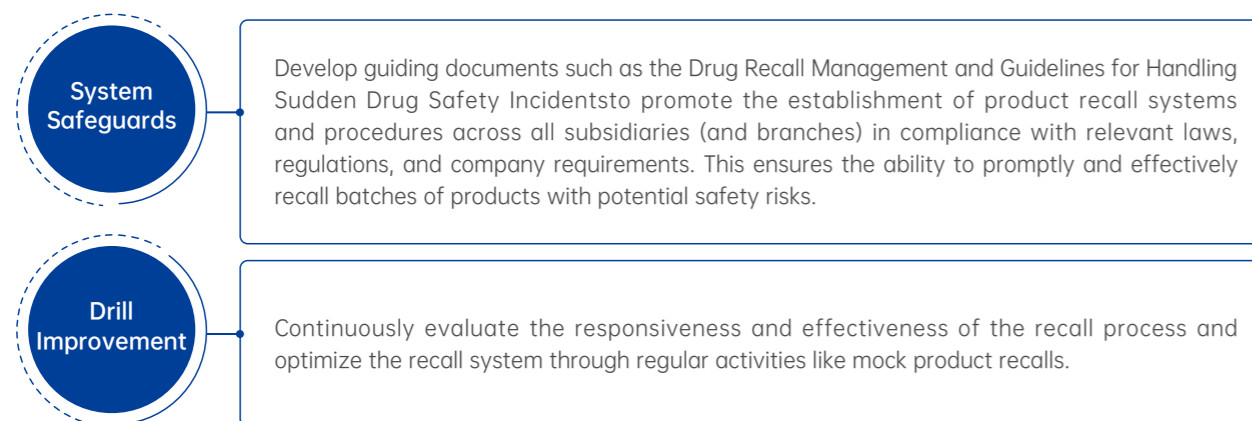 System
Safeguards
Develop guiding documents such as the Drug Recall Management and Guidelines for Handling
Sudden Drug Safety Incidentsto promote the establishment of product recall systems
and procedures across all subsidiaries (and branches) in compliance with relevant laws,
regulations, and company requirements. This ensures the ability to promptly and effectively
recall batches of products with potential safety risks.
Drill
Improvement
Continuously evaluate the responsiveness and effectiveness of the recall process and
optimize the recall system through regular activities like mock product recalls.